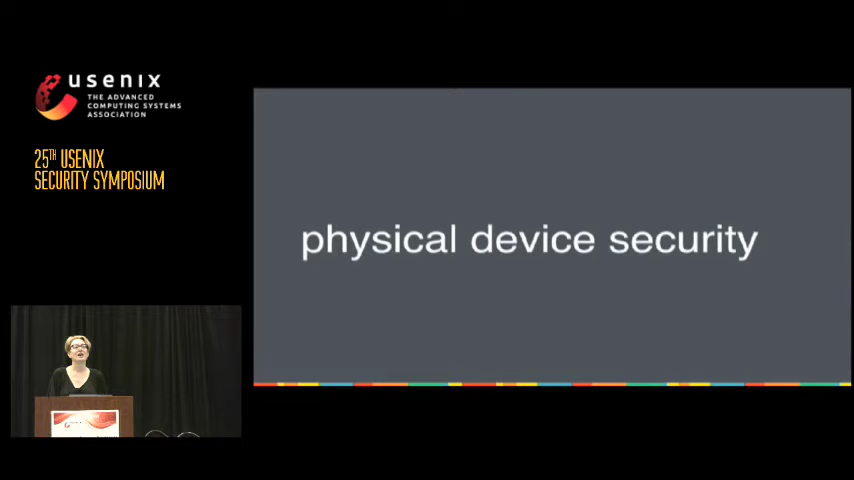 usenix
THE ADVANCED
COMPUTING SYSTEMS
ASSOCIATION
25TH USENIX
SECURITY SYMPOSIUM
physical device security